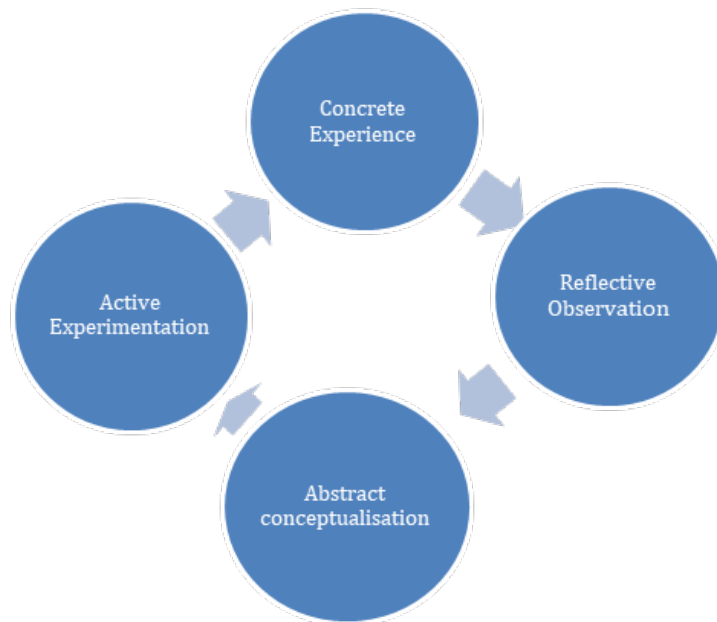 Concrete
Experience
Reflective
Observation
Abstract
conceptualisation
Active
Experimentation